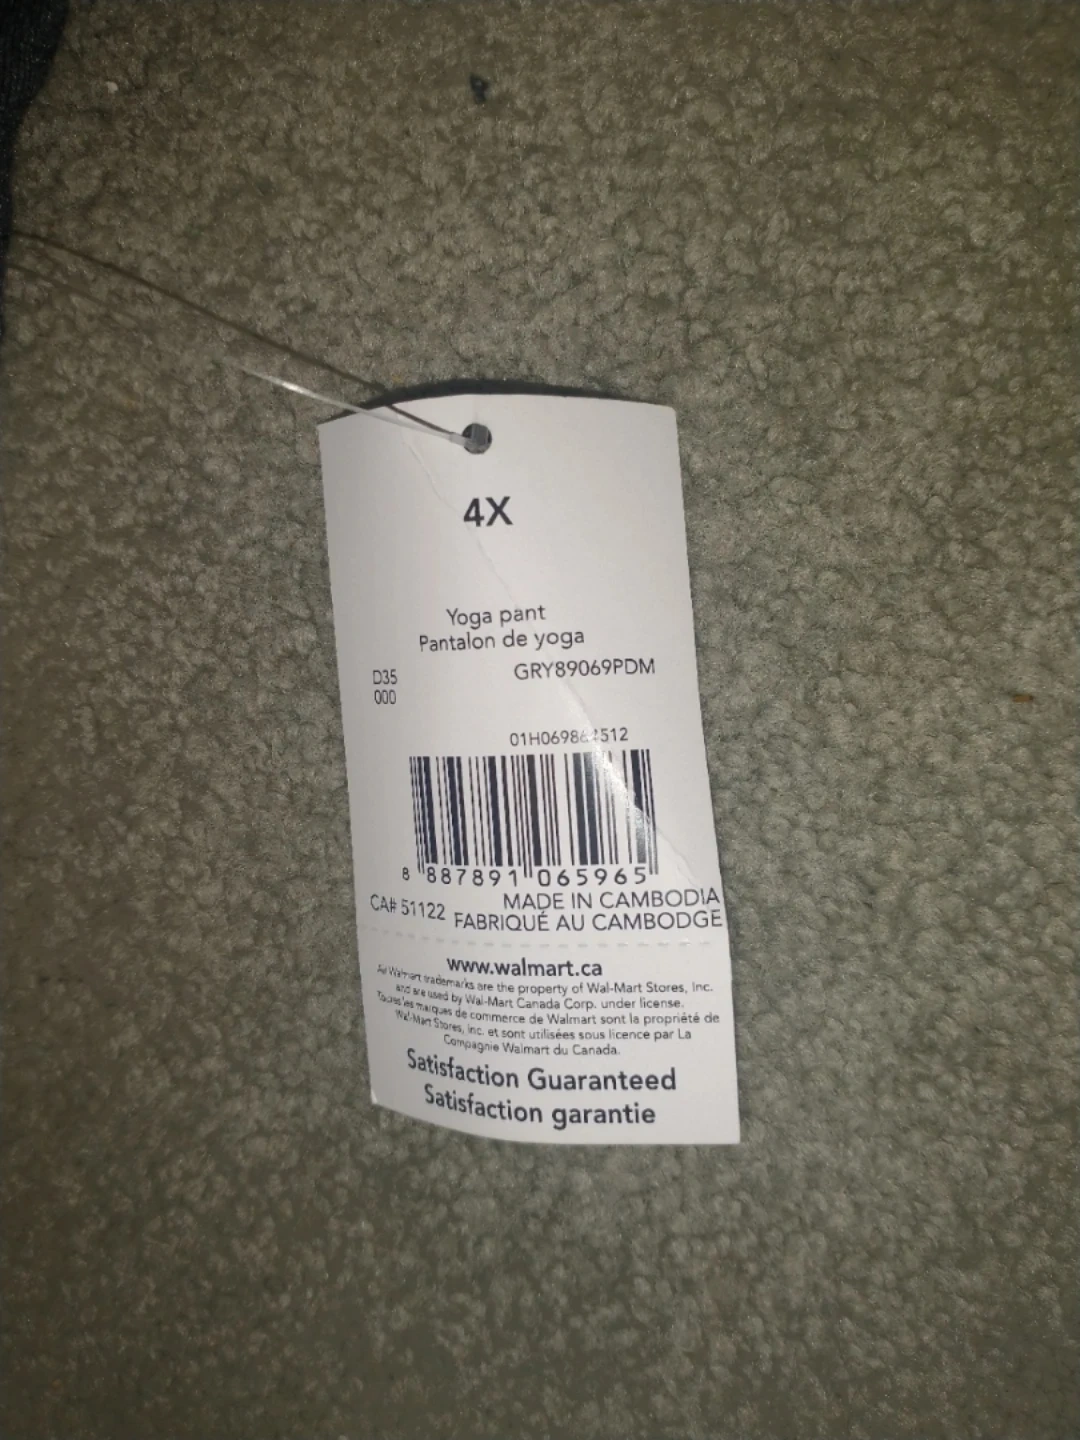 4X
Yoga pant
Pantalon de yoga
D35
000
GRY89069PDM
8 887891 065965
CA# 51122
MADE IN CAMBODIA
FABRIQUÉ AU CAMBODGE
www.walmart.ca
All Walmart trademarks are the property of Wal-Mart Stores, Inc.
and are used by Wal-Mart Canada Corp. under license.
Toutes les marques de commerce de Walmart sont la propriété de
Wal-Mart Stores, Inc. et sont utilisées sous licence par La
Compagnie Walmart du Canada.
Satisfaction Guaranteed
Satisfaction garantie